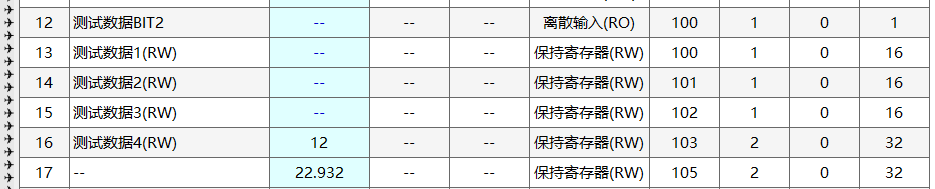 12 测试数据BIT2 -- -- -- 离散输入(RO) 100 1 0 1
13 测试数据1(RW) -- -- -- 保持寄存器(RW) 100 1 0 16
14 测试数据2(RW) -- -- -- 保持寄存器(RW) 101 1 0 16
15 测试数据3(RW) -- -- -- 保持寄存器(RW) 102 1 0 16
16 测试数据4(RW) 12 -- -- 保持寄存器(RW) 103 2 0 32
17 -- 22.932 -- -- 保持寄存器(RW) 105 2 0 32